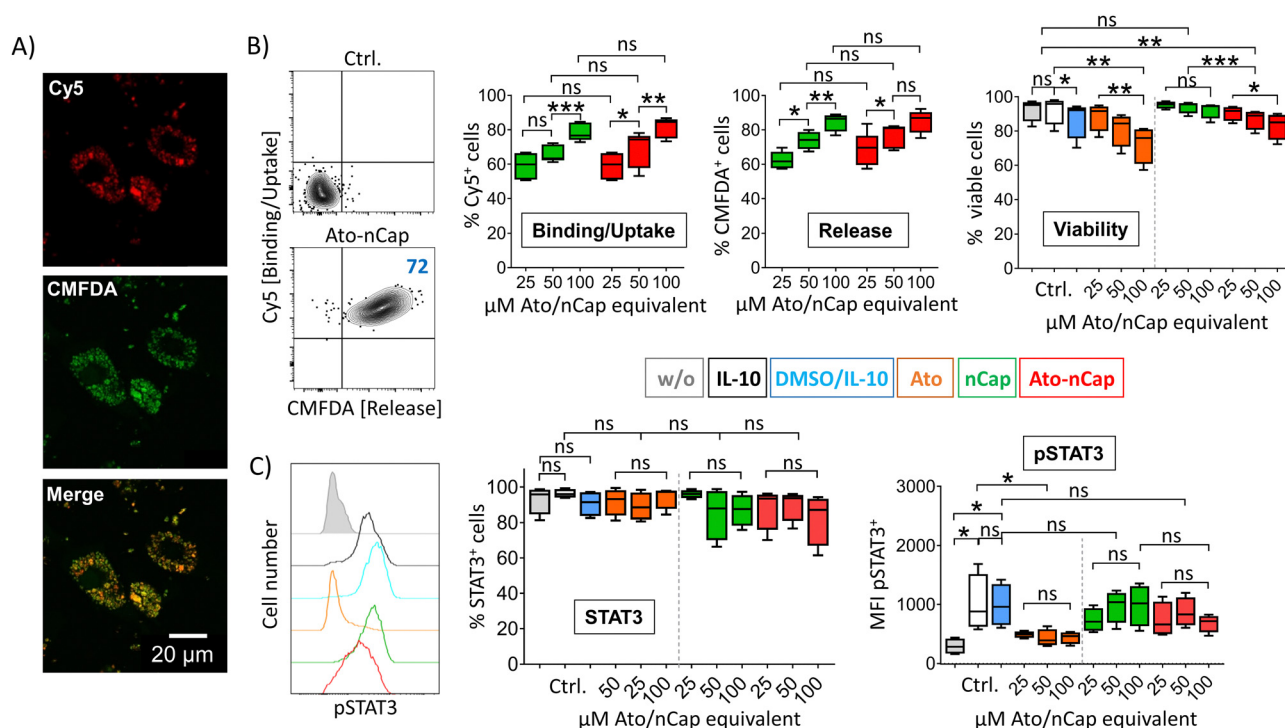 A)
Cy5
CMFDA
Merge
20 µm
B)
Ctrl.
Ato-nCap
72
Cy5 [Binding/Uptake]
CMFDA [Release]
% Cy5+ cells
100
80
60
40
20
0
ns
ns
ns
ns *** * **
Binding/Uptake
25 50 100 25 50 100
µM Ato/nCap equivalent
% CMFDA+ cells
100
80
60
40
20
0
ns
ns
ns
* ** * ns
Release
25 50 100 25 50 100
µM Ato/nCap equivalent
% viable cells
100
80
60
40
20
0
ns
**
** ***
ns * ** ns *
Viability
Ctrl. 25 50 100 25 50 100 25 50 100
µM Ato/nCap equivalent
w/o IL-10 DMSO/IL-10 Ato nCap Ato-nCap
C)
Cell number
pSTAT3
% STAT3+ cells
100
80
60
40
20
0
ns ns ns ns
ns
ns ns ns ns
STAT3
Ctrl. 50 25 100 25 50 100 25 50 100
µM Ato/nCap equivalent
pSTAT3
MFI pSTAT3+
3000
2000
1000
0
*
* ns
* ns ns ns
ns ns
Ctrl. 25 50 100 25 50 100 25 50 100
µM Ato/nCap equivalent